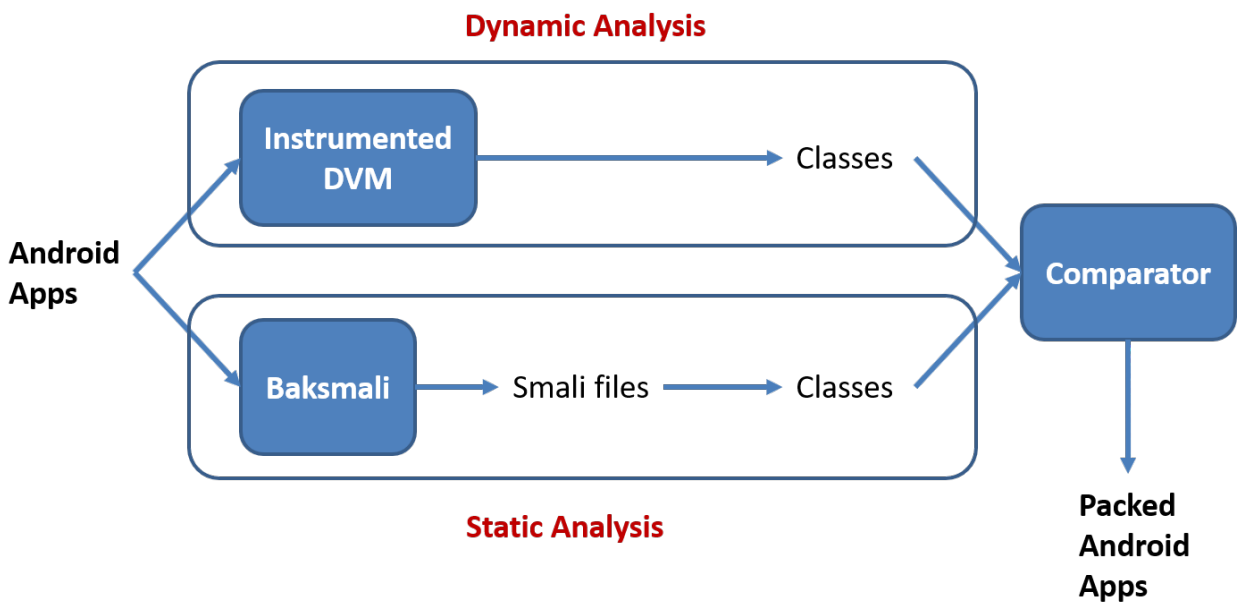 Dynamic Analysis
Instrumented
DVM
Classes
Android
Apps
Comparator
Baksmali
Smali files
Classes
Static Analysis
Packed
Android
Apps